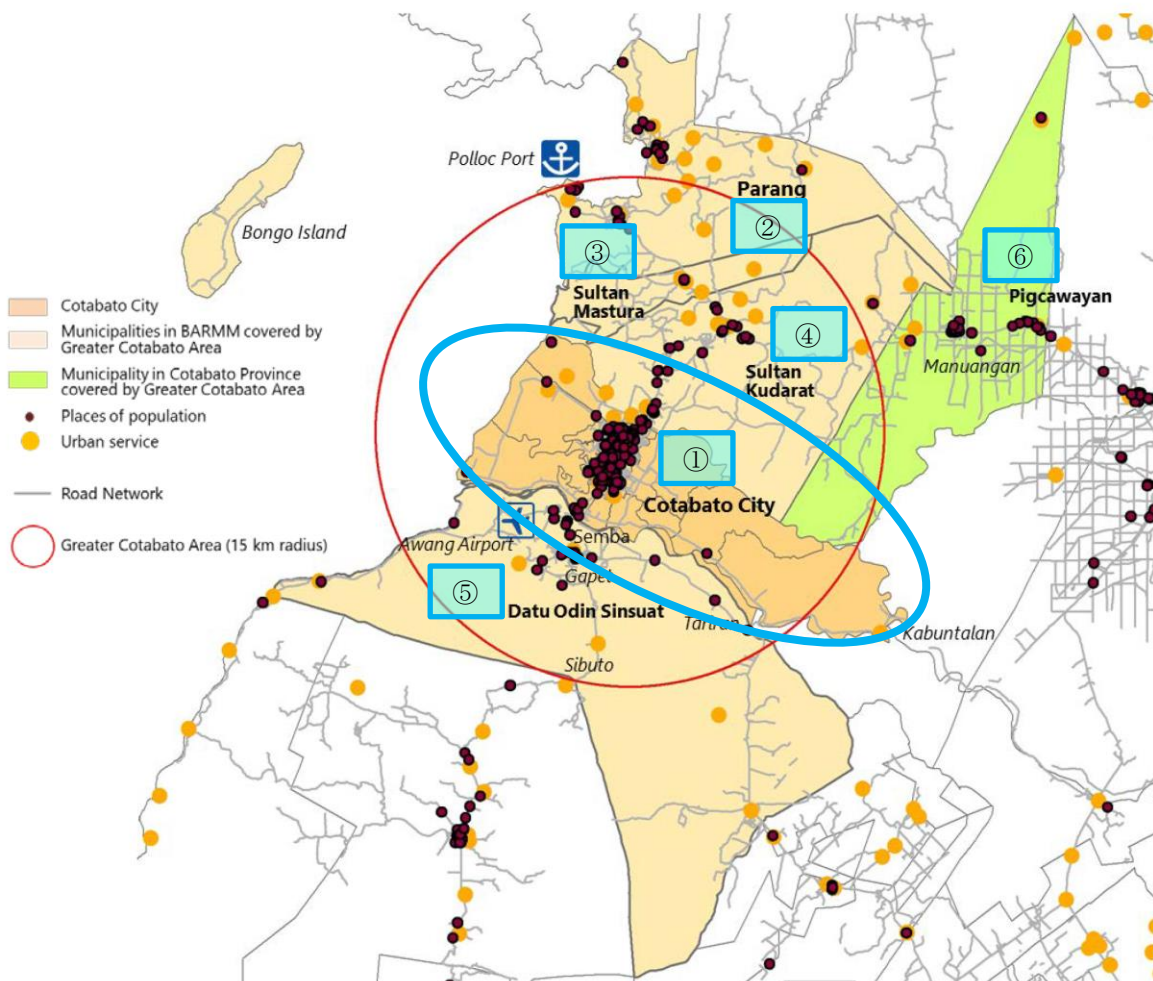 Polloc Port
Parang
②
Bongo Island
③
⑥
Sultan
Mastura
Pigcawayan
④
Sultan
Kudarat
Manuangan
①
Cotabato City
Awang Airport
Semba
Gapel
⑤
Datu Odin Sinsuat
Tariran
Kabuntalan
Sibuto
Cotabato City
Municipalities in BARMM covered by
Greater Cotabato Area
Municipality in Cotabato Province
covered by Greater Cotabato Area
Places of population
Urban service
Road Network
Greater Cotabato Area (15 km radius)